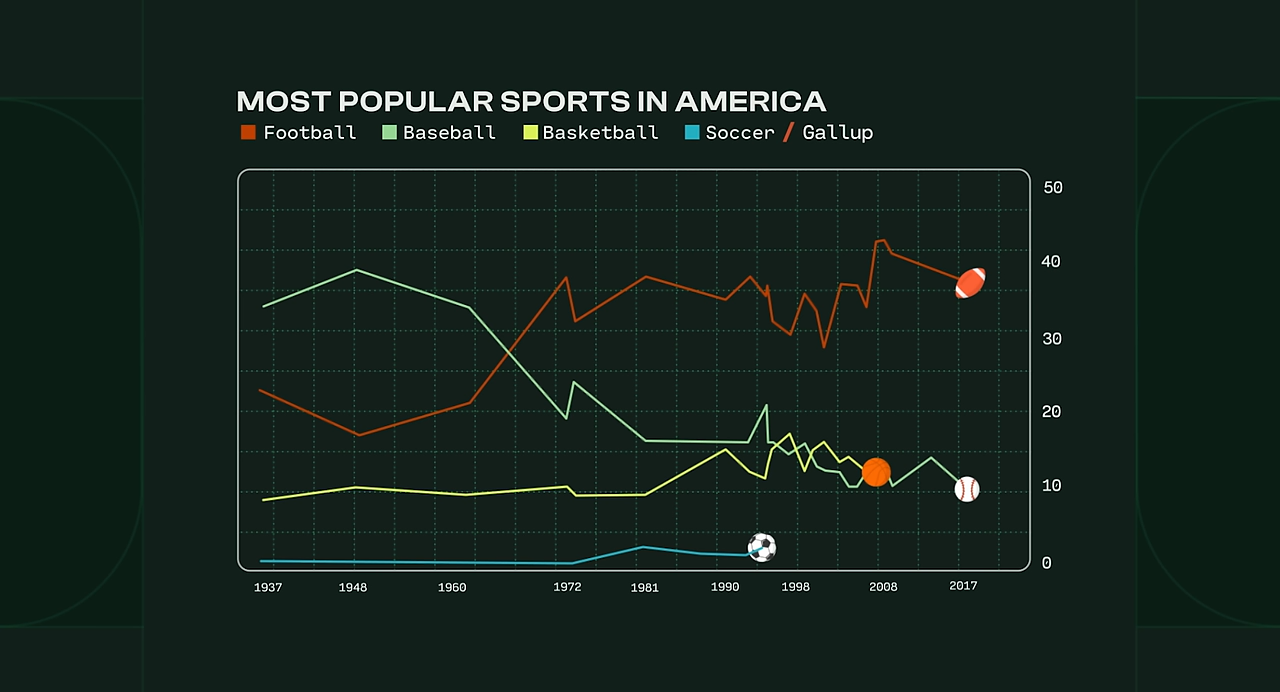 MOST POPULAR SPORTS IN AMERICA
Football Baseball Basketball Soccer / Gallup
50
40
30
20
10
0
1937 1948 1960 1972 1981 1990 1998 2008 2017